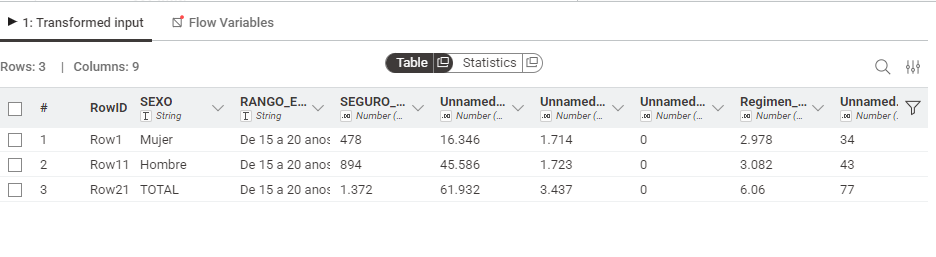 1: Transformed input Flow Variables
Rows: 3 | Columns: 9 Table Statistics
# RowID SEXO RANGO_E... SEGURO_... Unnamed... Unnamed... Unnamed... Regimen_... Unnamed.
String String Number (... Number (... Number (... Number (... Number (... Number (...
1 Row1 Mujer De 15 a 20 anos 478 16.346 1.714 0 2.978 34
2 Row11 Hombre De 15 a 20 anos 894 45.586 1.723 0 3.082 43
3 Row21 TOTAL De 15 a 20 anos 1.372 61.932 3.437 0 6.06 77